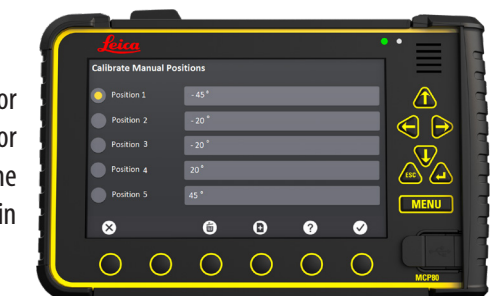 or
or
he
in
Leica
Calibrate Manual Positions
Position 1 - 45°
Position 2 - 20°
Position 3 - 20°
Position 4 20°
Position 5 45°
?
ESC
MENU
MCP80